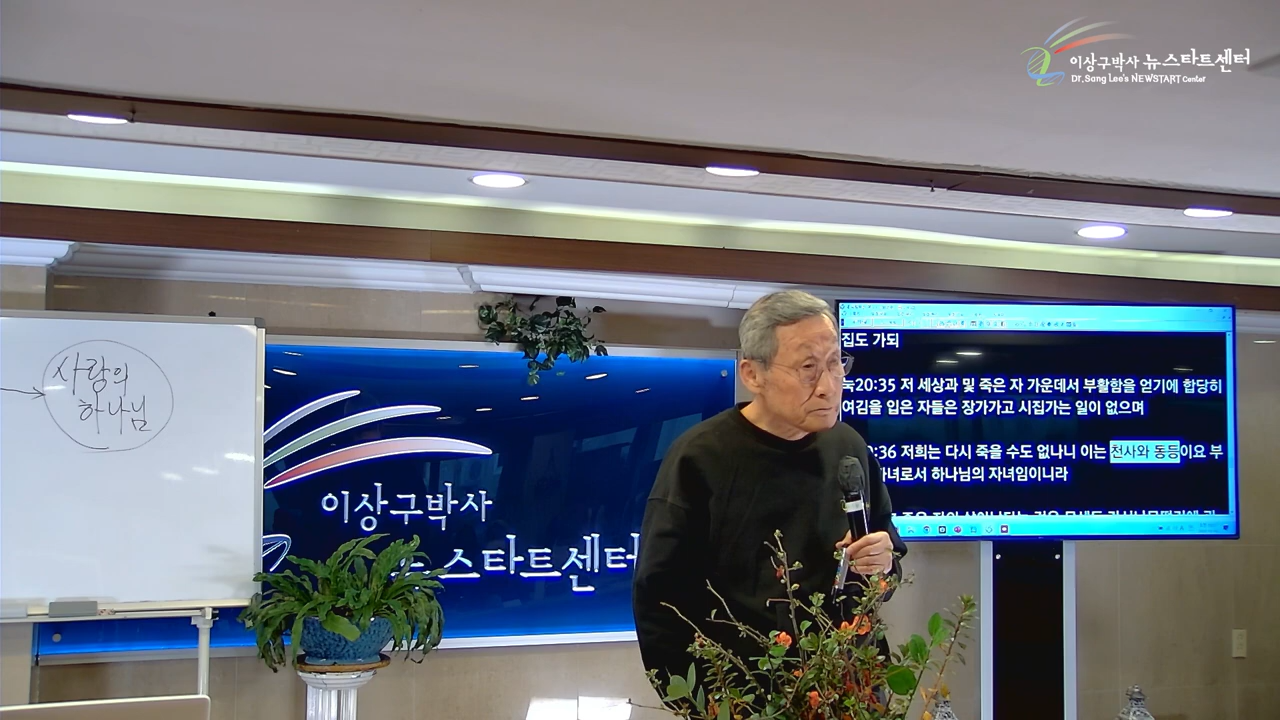 이상구박사 뉴스타트센터
Dr. Sang Lee's NEWSTART Center
사랑의
하나님
이상구박사
뉴스타트센터
집도 가되
눅20:35 저 세상과 및 죽은 자 가운데서 부활함을 얻기에 합당히
여김을 입은 자들은 장가가고 시집가는 일이 없으며
:36 저희는 다시 죽을 수도 없나니 이는 천사와 동등이요 부
자녀로서 하나님의 자녀임이니라